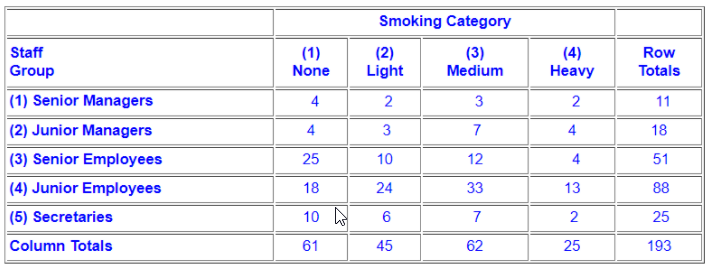 Smoking Category
Staff Group (1) None (2) Light (3) Medium (4) Heavy Row Totals
(1) Senior Managers 4 2 3 2 11
(2) Junior Managers 4 3 7 4 18
(3) Senior Employees 25 10 12 4 51
(4) Junior Employees 18 24 33 13 88
(5) Secretaries 10 6 7 2 25
Column Totals 61 45 62 25 193